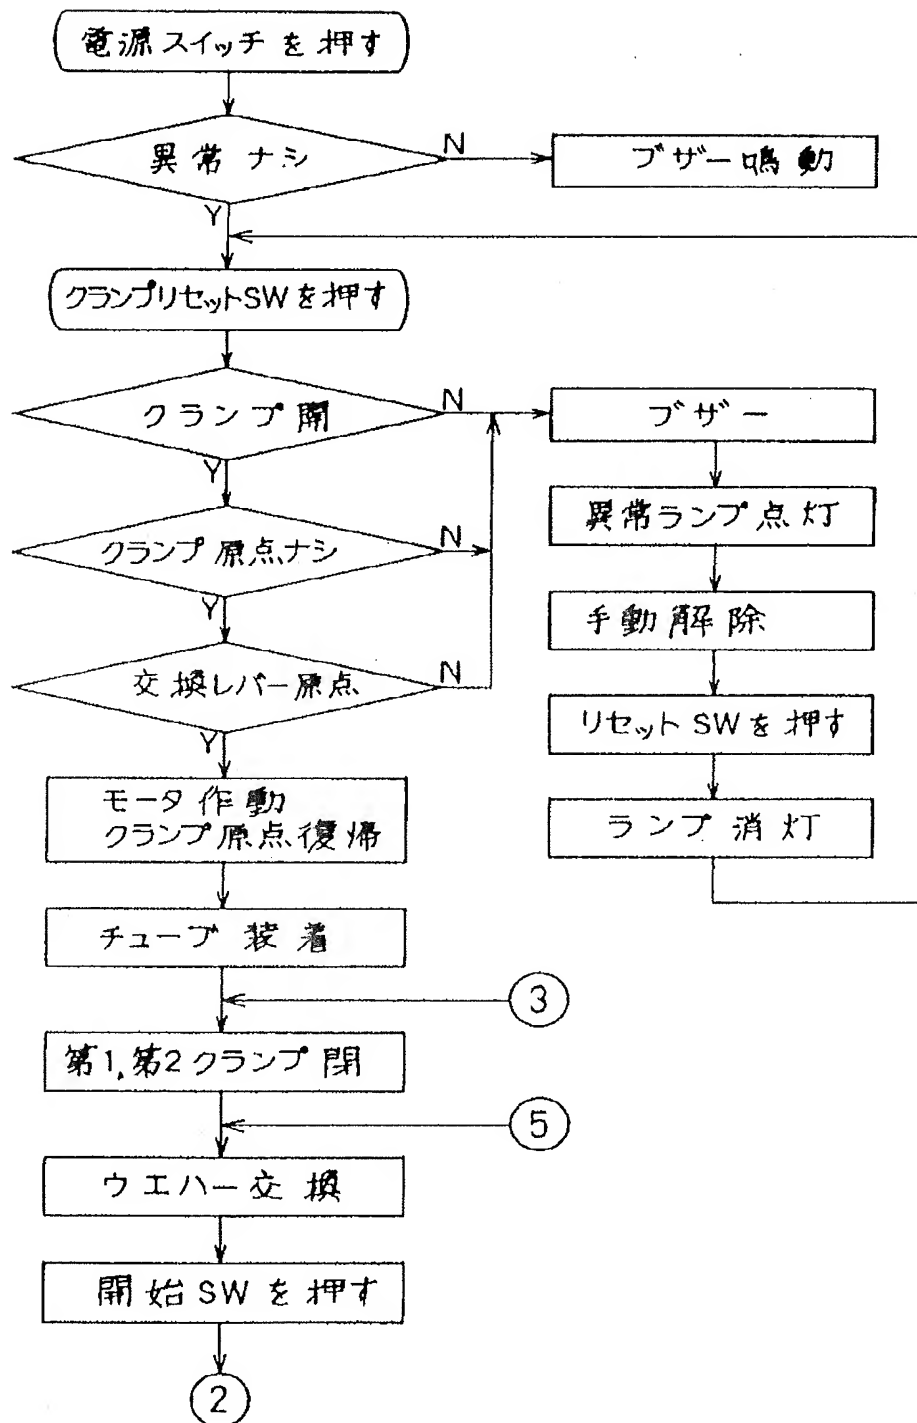 電源スイッチを押す
異常ナシ
N
ブザー鳴動
Y
クランプリセットSWを押す
クランプ開
N
ブザー
Y
異常ランプ点灯
クランプ原点ナシ
N
Y
手動解除
交換レバー原点
N
リセットSWを押す
Y
モータ作動
クランプ原点復帰
ランプ消灯
チューブ装着
3
第1,第2クランプ閉
5
ウエハー交換
開始SWを押す
2